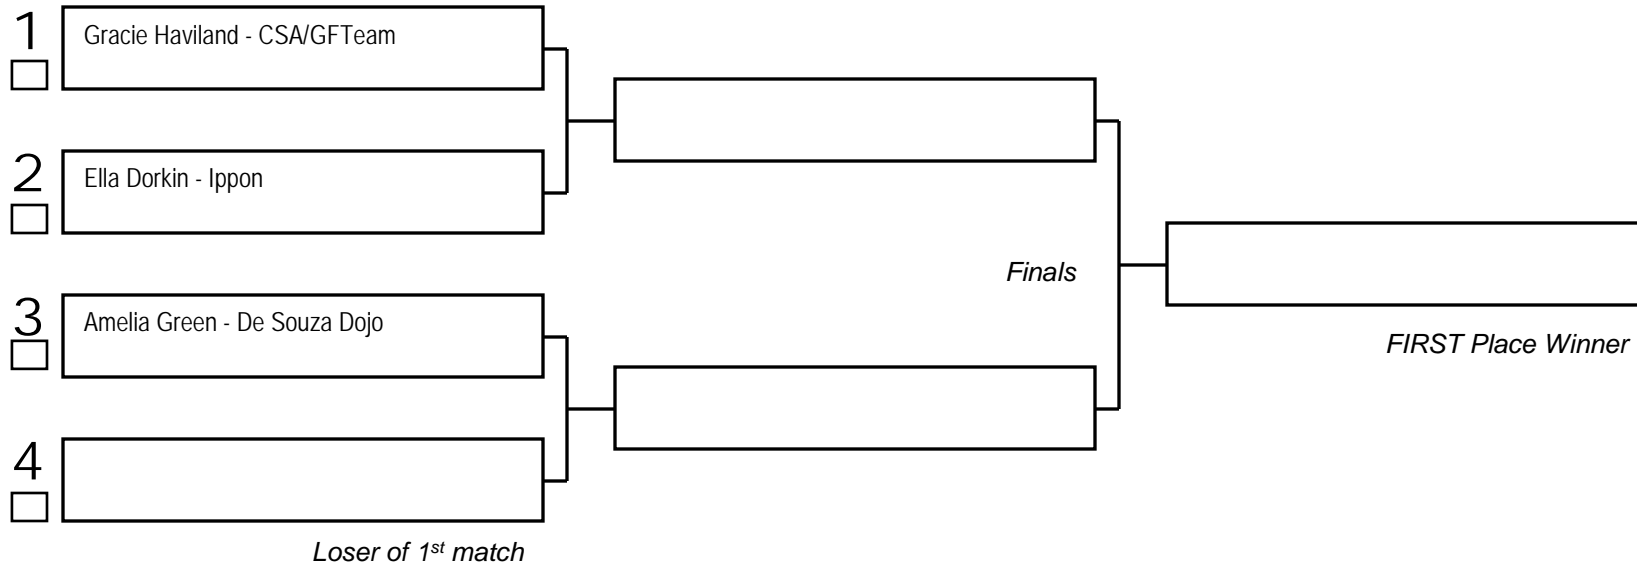 1
Gracie Haviland - CSA/GFTeam
2
Ella Dorkin - Ippon
3
Amelia Green - De Souza Dojo
4
Loser of 1st match
Finals
FIRST Place Winner